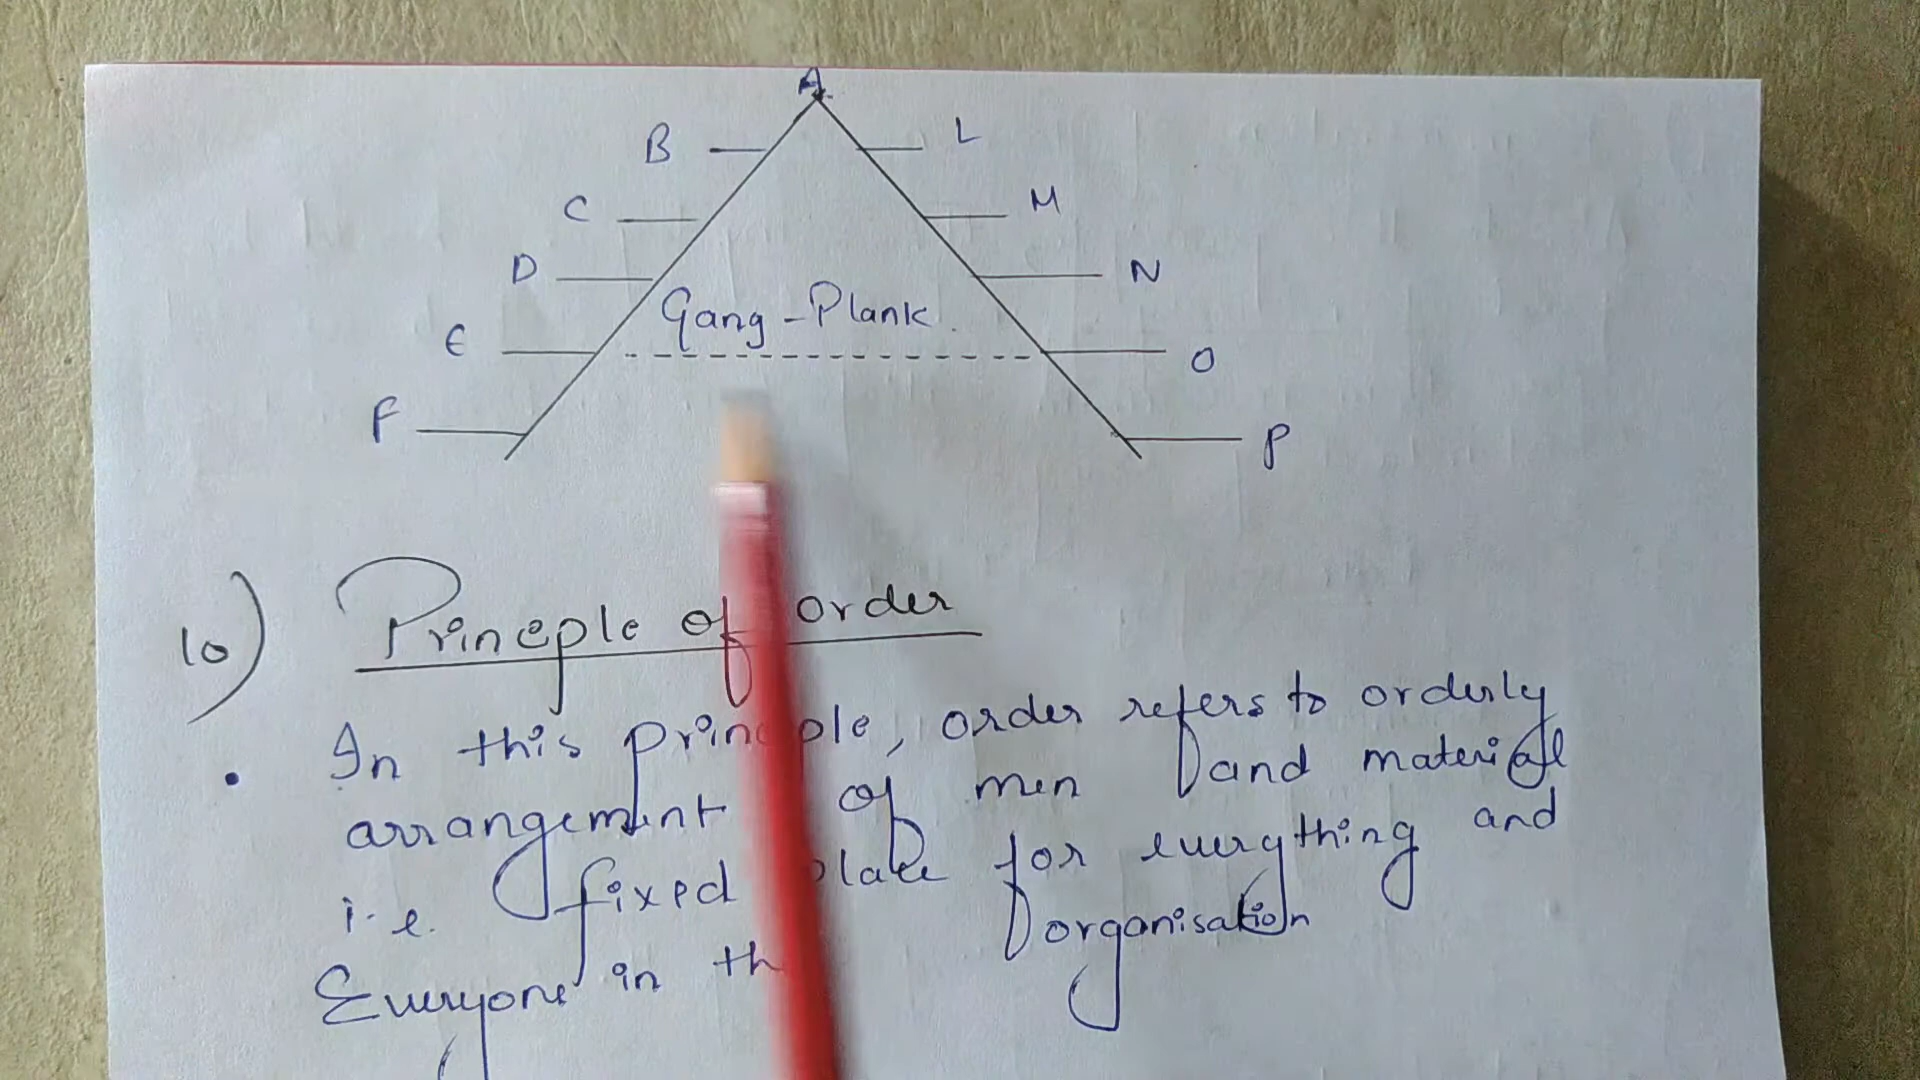 A
B L
C M
D N
Gang-Plank.
E O
F P
10) Principle of order
• In this principle, order refers to orderly
arrangement of men and material
i.e. fixed place for everything and
Everyone in organisation